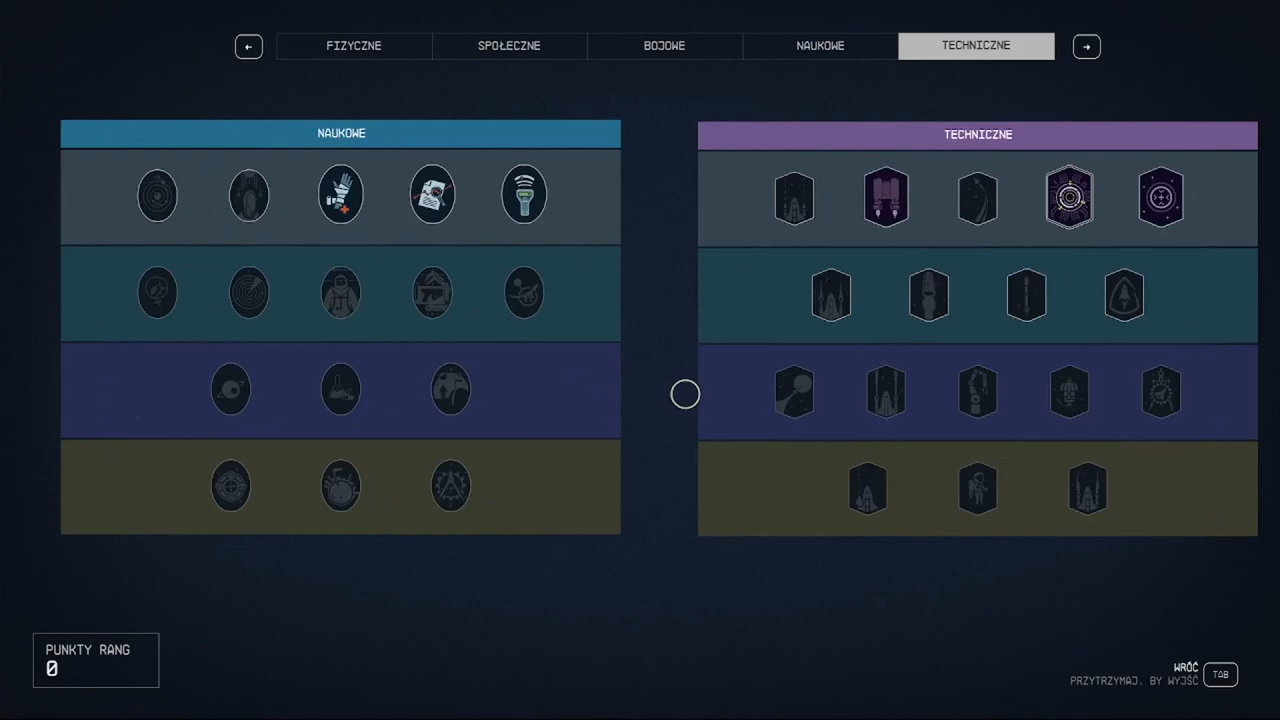 ←
FIZYCZNE
SPOŁECZNE
BOJOWE
NAUKOWE
TECHNICZNE
→
NAUKOWE
TECHNICZNE
PUNKTY RANG
0
WRÓĆ
PRZYTRZYMAJ, BY WYJŚĆ
TAB